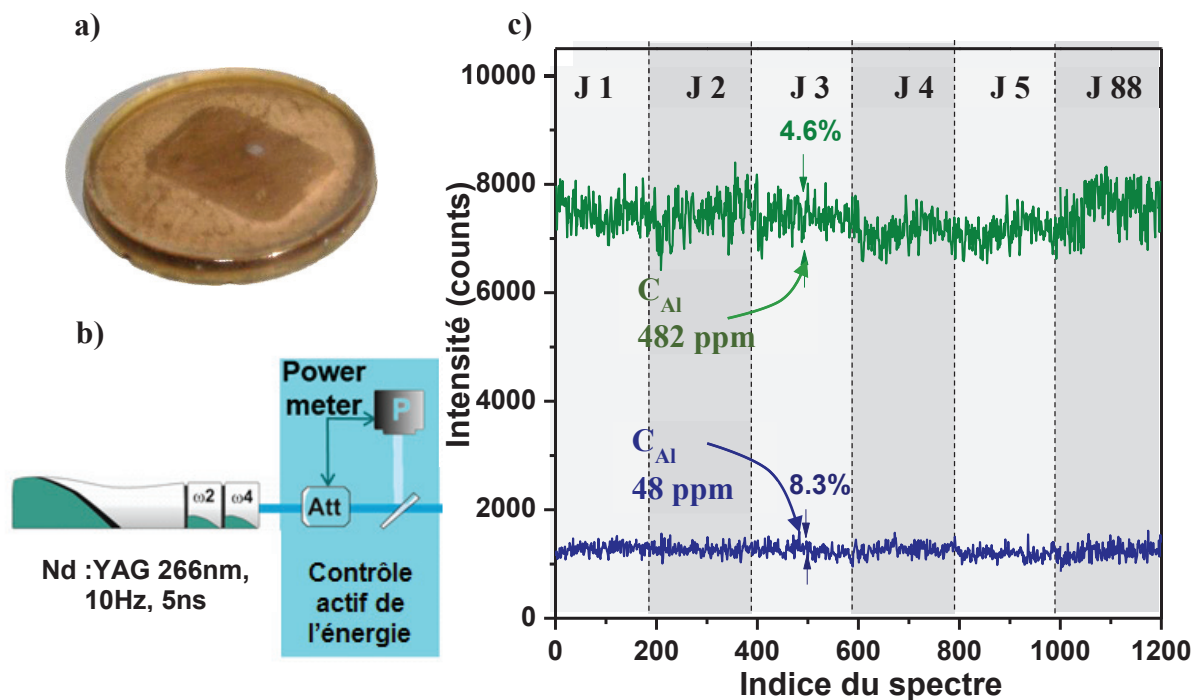 a)
b)
ω2 ω4
Nd :YAG 266nm,
10Hz, 5ns
Power
meter
P
Att
Contrôle
actif de
l'énergie
c)
Intensité (counts)
10000
8000
6000
4000
2000
0
J 1 J 2 J 3 J 4 J 5 J 88
4.6%
C_Al
482 ppm
C_Al
48 ppm
8.3%
0 200 400 600 800 1000 1200
Indice du spectre